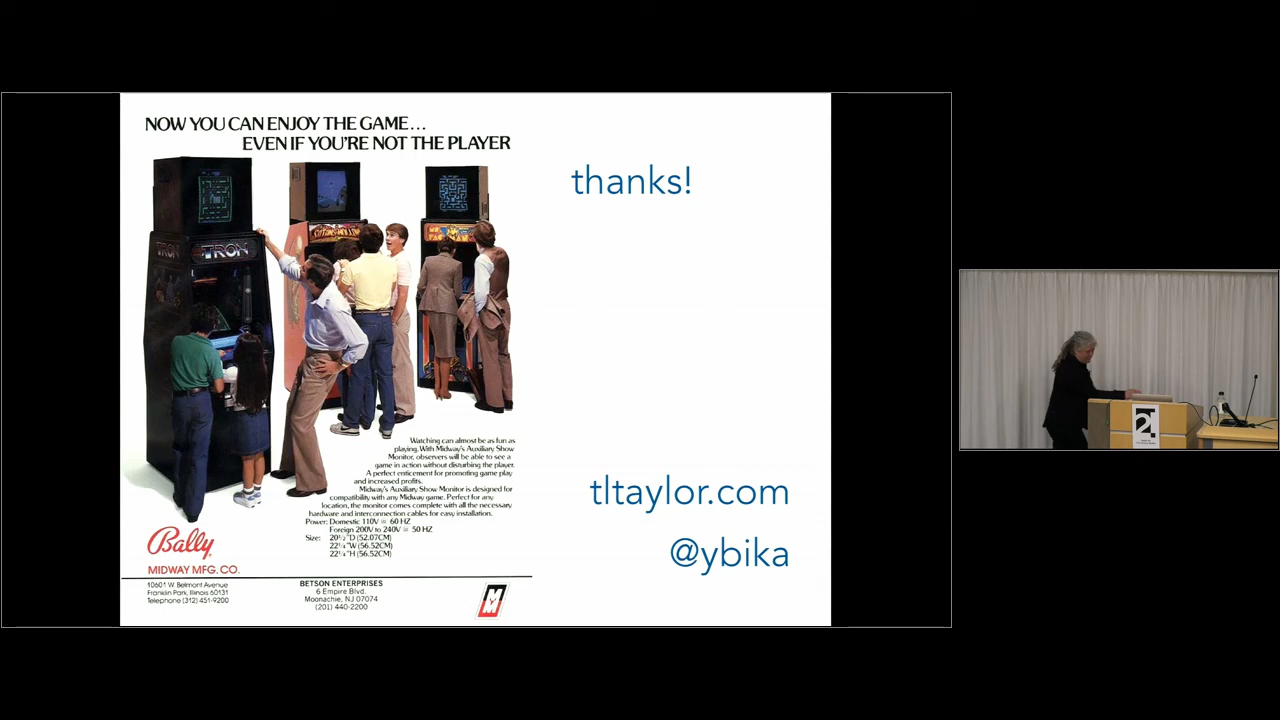 NOW YOU CAN ENJOY THE GAME...
EVEN IF YOU'RE NOT THE PLAYER
thanks!
TRON
TRON
Watching can almost be as fun as
playing. With Midway's Auxiliary Show
Monitor, observers will be able to see a
game in action without disturbing the player.
A perfect enticement for promoting game play
and increased profits.
Midway's Auxiliary Show Monitor is designed for
compatibility with any Midway game. Perfect for any
location, the monitor comes complete with all the necessary
hardware and interconnection cables for easy installation.
Power: Domestic 110V @ 60 HZ
Foreign 200V to 240V @ 50 HZ
Size: 20½"D (52.07CM)
22¼"W (56.52CM)
22¼"H (56.52CM)
Bally
MIDWAY MFG. CO.
10601 W. Belmont Avenue
Franklin Park, Illinois 60131
Telephone (312) 451-9200
BETSON ENTERPRISES
6 Empire Blvd.
Moonachie, NJ 07074
(201) 440-2200
tltaylor.com
@ybika